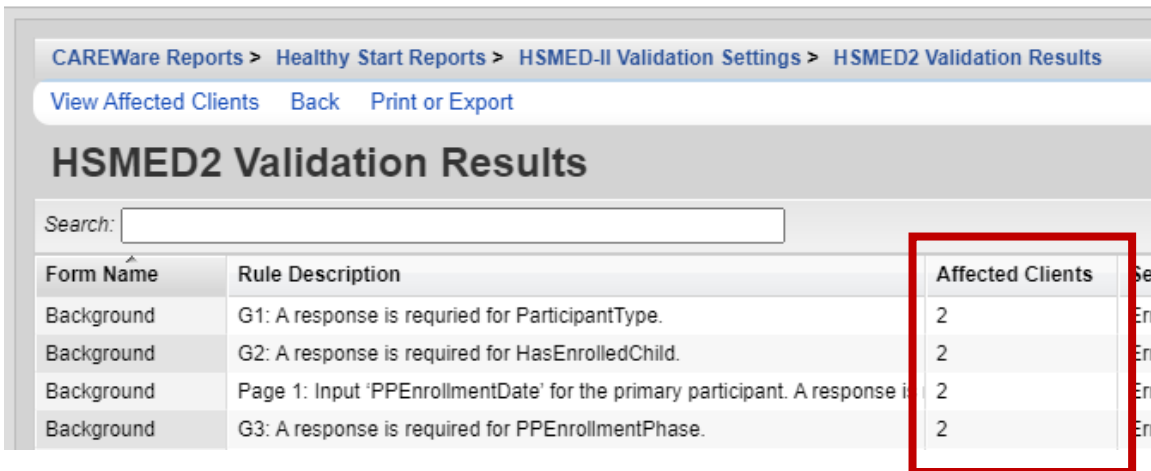 CAREWare Reports > Healthy Start Reports > HSMED-II Validation Settings > HSMED2 Validation Results
View Affected Clients Back Print or Export
HSMED2 Validation Results
Search:
Form Name Rule Description Affected Clients
Background G1: A response is requried for ParticipantType. 2
Background G2: A response is required for HasEnrolledChild. 2
Background Page 1: Input ‘PPEnrollmentDate’ for the primary participant. A response 2
Background G3: A response is required for PPEnrollmentPhase. 2